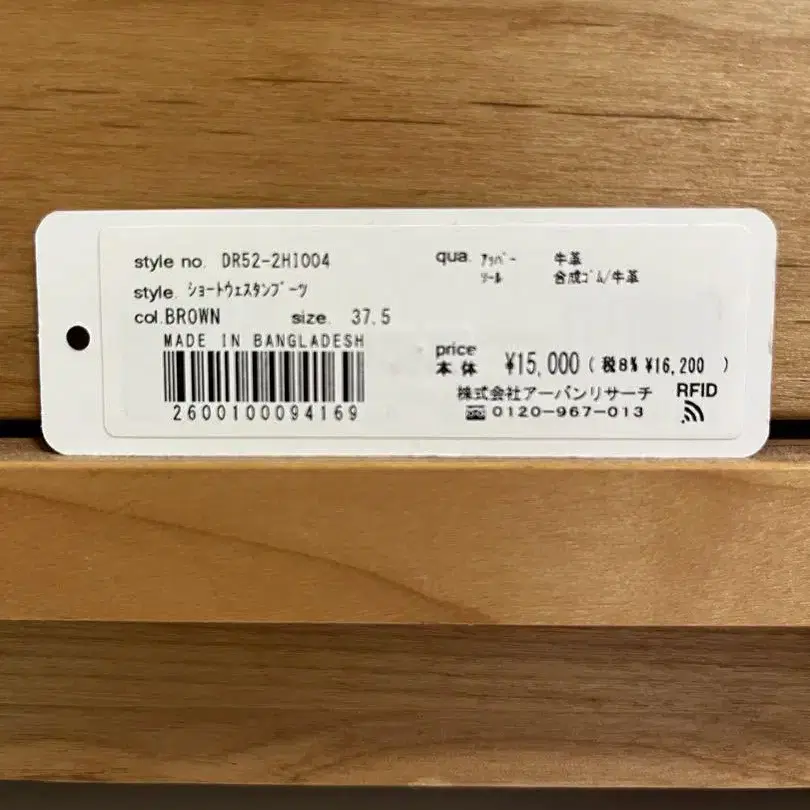 style no. DR52-2HI004
style. ｼｮｰﾄｳｪｽﾀﾝﾌﾞｰﾂ
col.BROWN size. 37.5
MADE IN BANGLADESH
2600100094169
qua. ｱｯﾊﾟｰ 牛革
ｿｰﾙ 合成ｺﾞﾑ/牛革
price
本体 ¥15,000 ( 税8% ¥16,200 )
株式会社アーバンリサーチ
0120-967-013
RFID